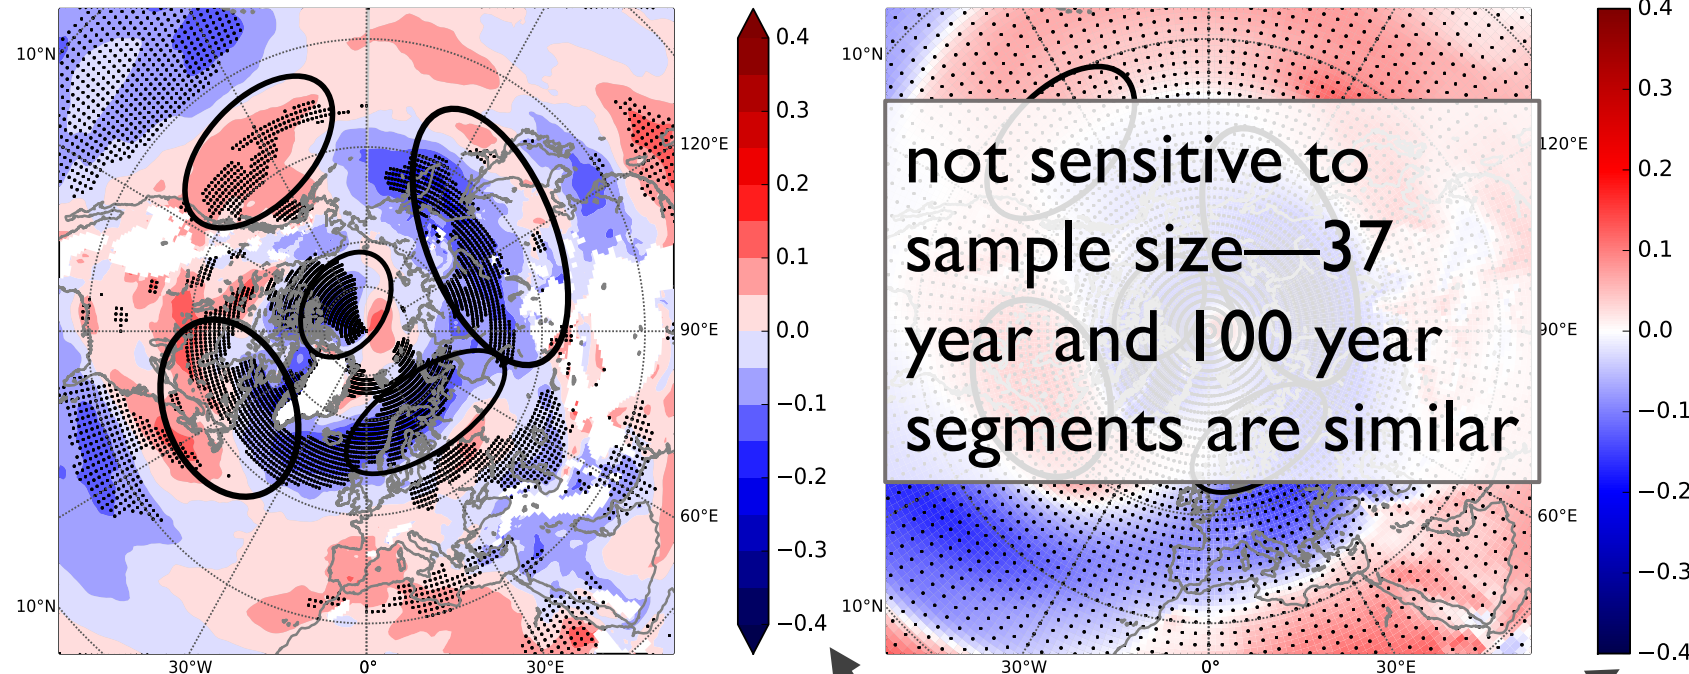 10°N
120°E
90°E
60°E
10°N
30°W
0°
30°E
0.4
0.3
0.2
0.1
0.0
−0.1
−0.2
−0.3
−0.4
10°N
120°E
90°E
60°E
10°N
30°W
0°
30°E
0.4
0.3
0.2
0.1
0.0
−0.1
−0.2
−0.3
−0.4
not sensitive to
sample size—37
year and 100 year
segments are similar